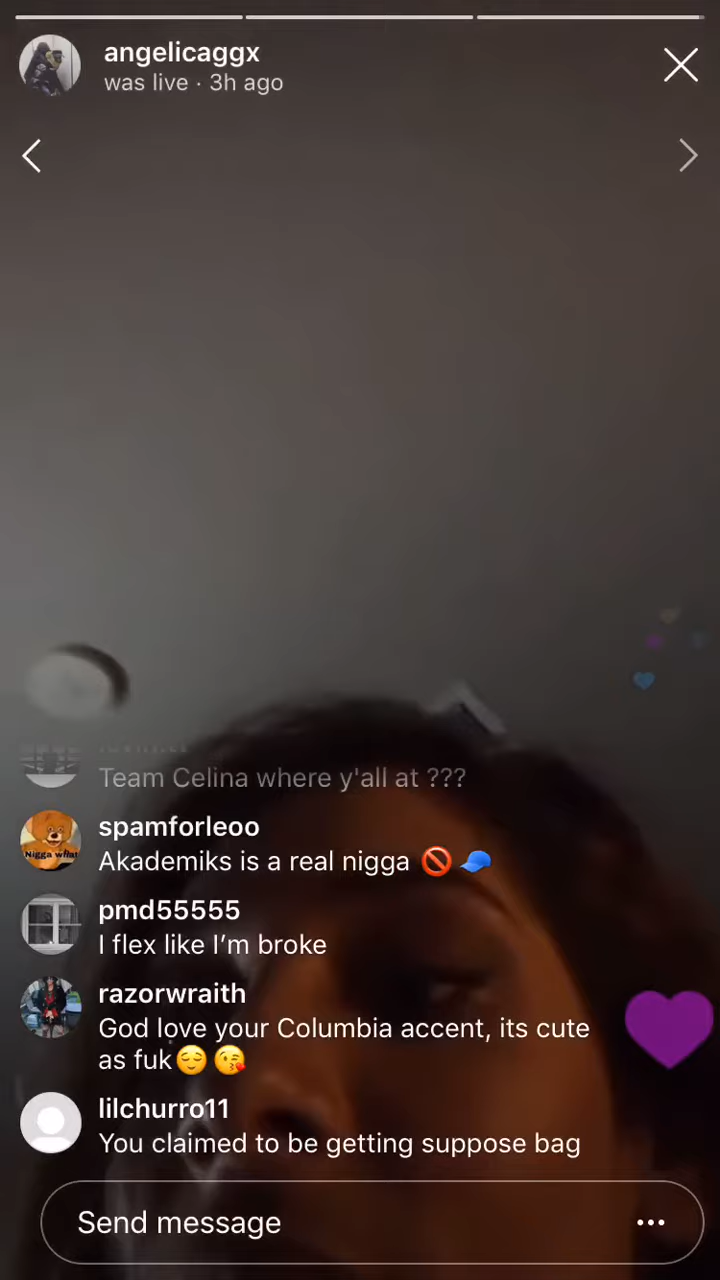 angelicaggx
was live · 3h ago
Team Celina where y'all at ???
spamforleoo
Nigga what
Akademiks is a real nigga 🚫 🧢
pmd55555
I flex like I’m broke
razorwraith
God love your Columbia accent, its cute
as fuk😌 😘
lilchurro11
You claimed to be getting suppose bag
Send message